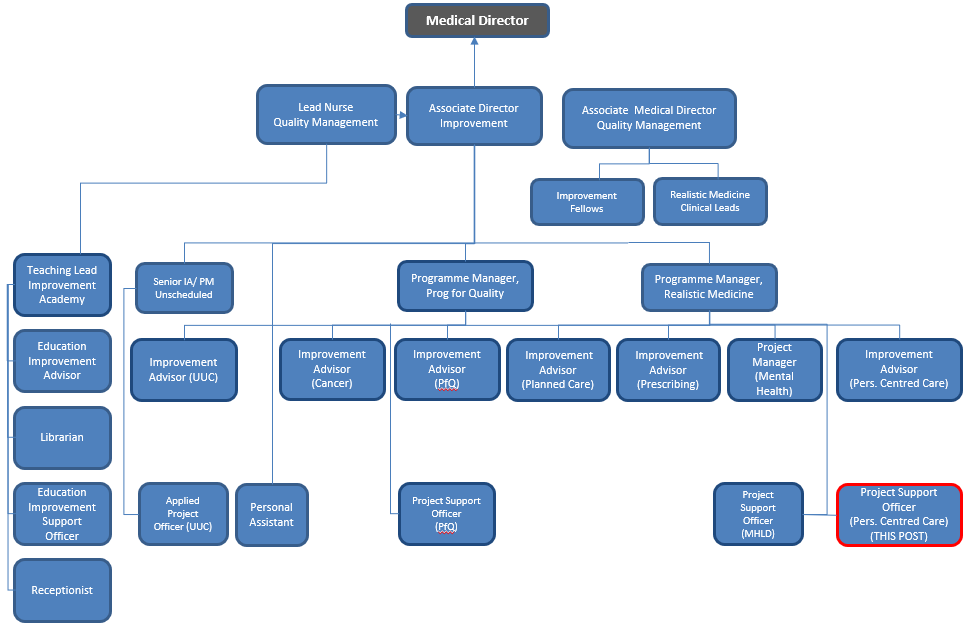 Medical Director
Lead Nurse
Quality Management
Associate Director
Improvement
Associate  Medical Director
Quality Management
Improvement
Fellows
Realistic Medicine
Clinical Leads
Teaching Lead
Improvement
Academy
Senior IA/ PM
Unscheduled
Programme Manager,
Prog for Quality
Programme Manager,
Realistic Medicine
Education
Improvement
Advisor
Improvement
Advisor (UUC)
Improvement
Advisor
(Cancer)
Improvement
Advisor
(PfQ)
Improvement
Advisor
(Planned Care)
Improvement
Advisor
(Prescribing)
Project
Manager
(Mental
Health)
Improvement
Advisor
(Pers. Centred Care)
Librarian
Education
Improvement
Support
Officer
Applied
Project
Officer (UUC)
Personal
Assistant
Project Support
Officer
(PfQ)
Project
Support
Officer
(MHLD)
Project Support
Officer
(Pers. Centred Care)
(THIS POST)
Receptionist